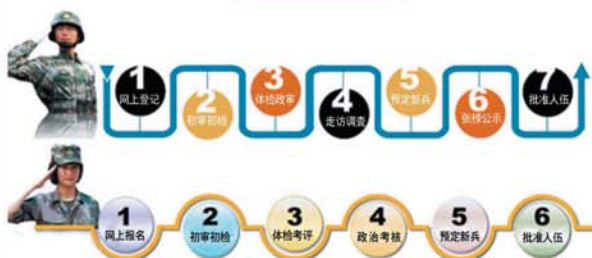 1
网上登记
2
初审初检
3
体检政审
4
走访调查
5
预定新兵
6
张榜公示
7
批准入伍
1
网上报名
2
初审初检
3
体检考评
4
政治考核
5
预定新兵
6
批准入伍